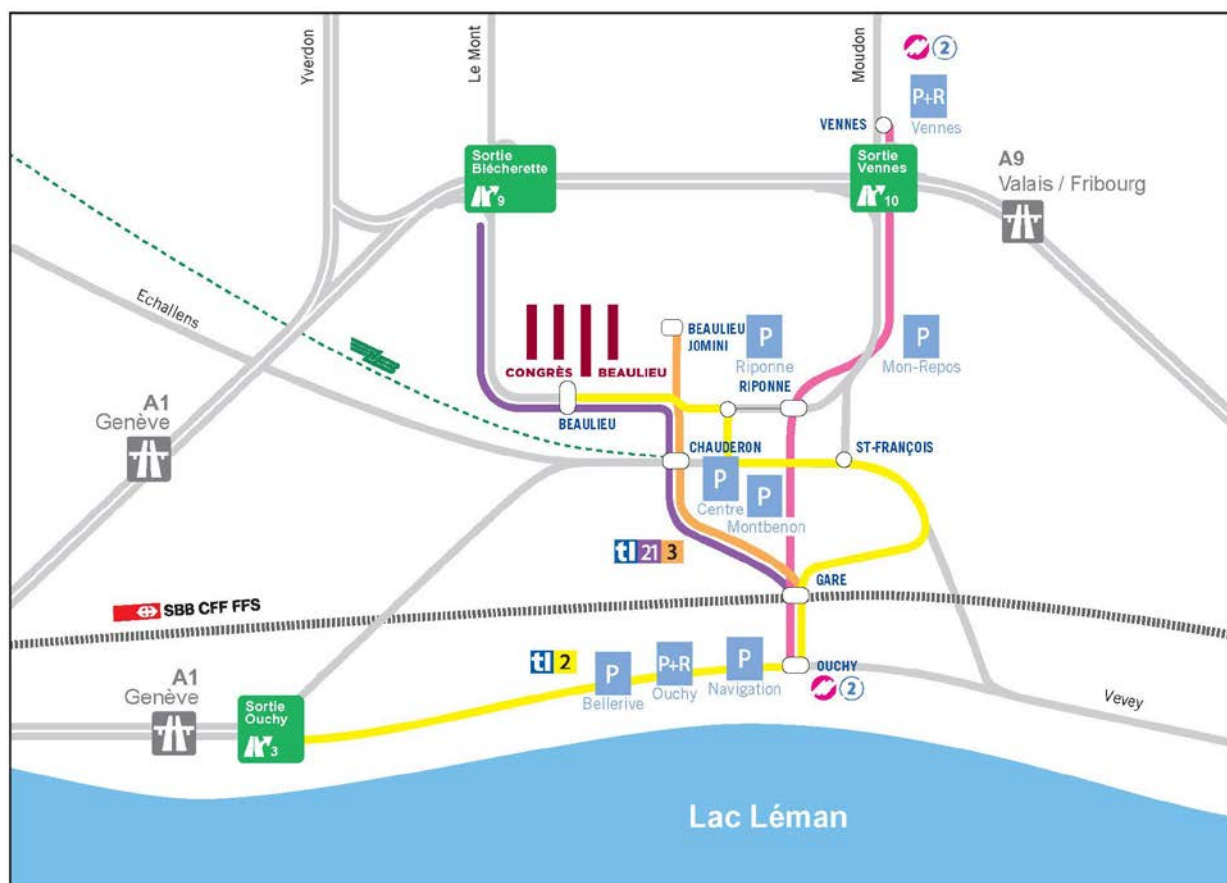 Yverdon
Le Mont
Moudon
2
P+R
Vennes
VENNES
Sortie
Blécherette
9
Sortie
Vennes
10
A9
Valais / Fribourg
Echallens
CONGRÈS
BEAULIEU
BEAULIEU
JOMINI
P
Riponne
RIPONNE
P
Mon-Repos
BEAULIEU
A1
Genève
CHAUDERON
ST-FRANÇOIS
P
Centre
P
Montbenon
tl 21 3
GARE
SBB CFF FFS
tl 2
P
Bellerive
P+R
Ouchy
P
Navigation
OUCHY
2
A1
Genève
Sortie
Ouchy
3
Vevey
Lac Léman